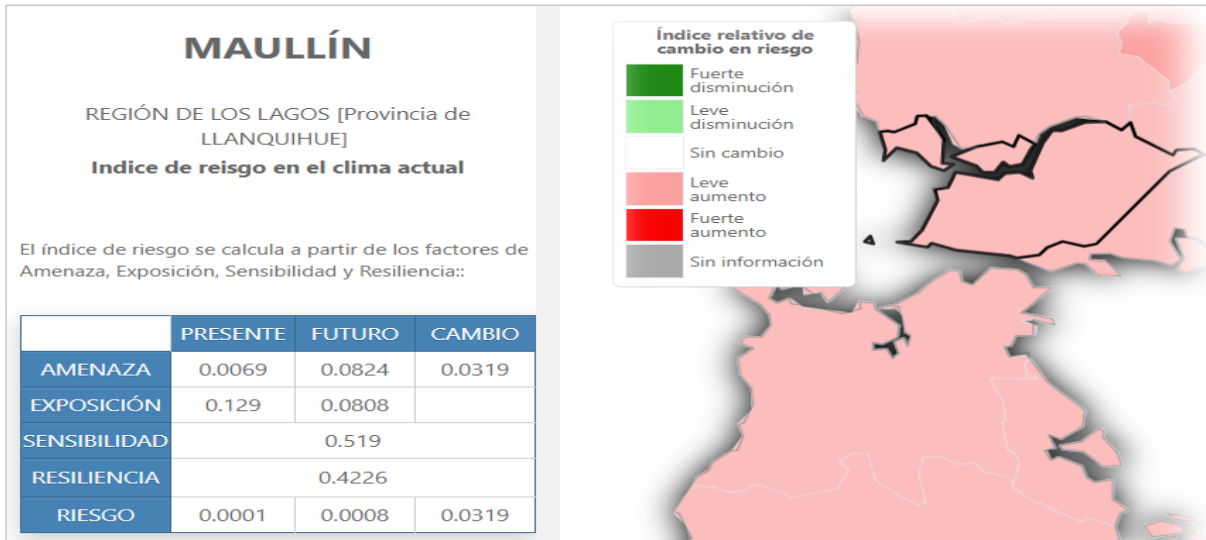 MAULLÍN
REGIÓN DE LOS LAGOS [Provincia de
LLANQUIHUE]
Indice de reisgo en el clima actual
El índice de riesgo se calcula a partir de los factores de
Amenaza, Exposición, Sensibilidad y Resiliencia::
PRESENTE FUTURO CAMBIO
AMENAZA 0.0069 0.0824 0.0319
EXPOSICIÓN 0.129 0.0808
SENSIBILIDAD 0.519
RESILIENCIA 0.4226
RIESGO 0.0001 0.0008 0.0319
Índice relativo de
cambio en riesgo
Fuerte
disminución
Leve
disminución
Sin cambio
Leve
aumento
Fuerte
aumento
Sin información